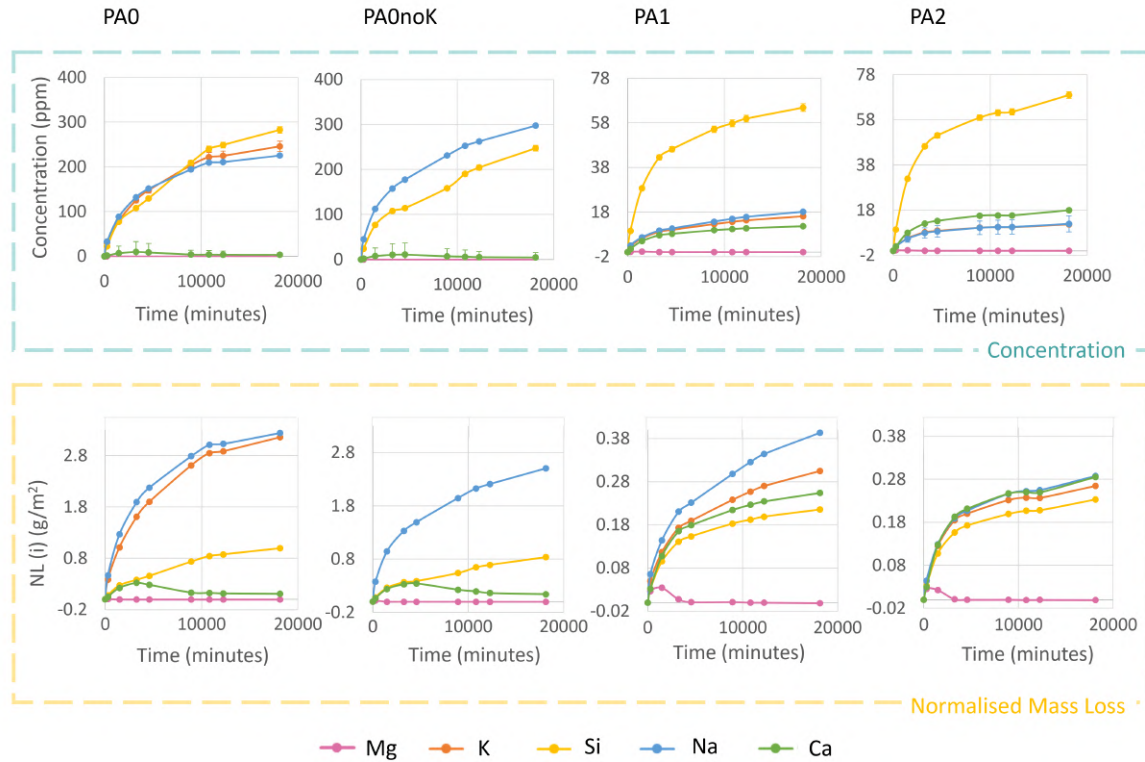 PA0 PA0noK PA1 PA2
Concentration (ppm)
400
300
200
100
0
0 10000 20000
Time (minutes)
400
300
200
100
0
0 10000 20000
Time (minutes)
78
58
38
18
-2
0 10000 20000
Time (minutes)
78
58
38
18
-2
0 10000 20000
Time (minutes)
Concentration
NL (i) (g/m²)
2.8
1.8
0.8
-0.2
0 10000 20000
Time (minutes)
2.8
1.8
0.8
-0.2
0 10000 20000
Time (minutes)
0.38
0.28
0.18
0.08
-0.02
0 10000 20000
Time (minutes)
0.38
0.28
0.18
0.08
-0.02
0 10000 20000
Time (minutes)
Normalised Mass Loss
Mg K Si Na Ca